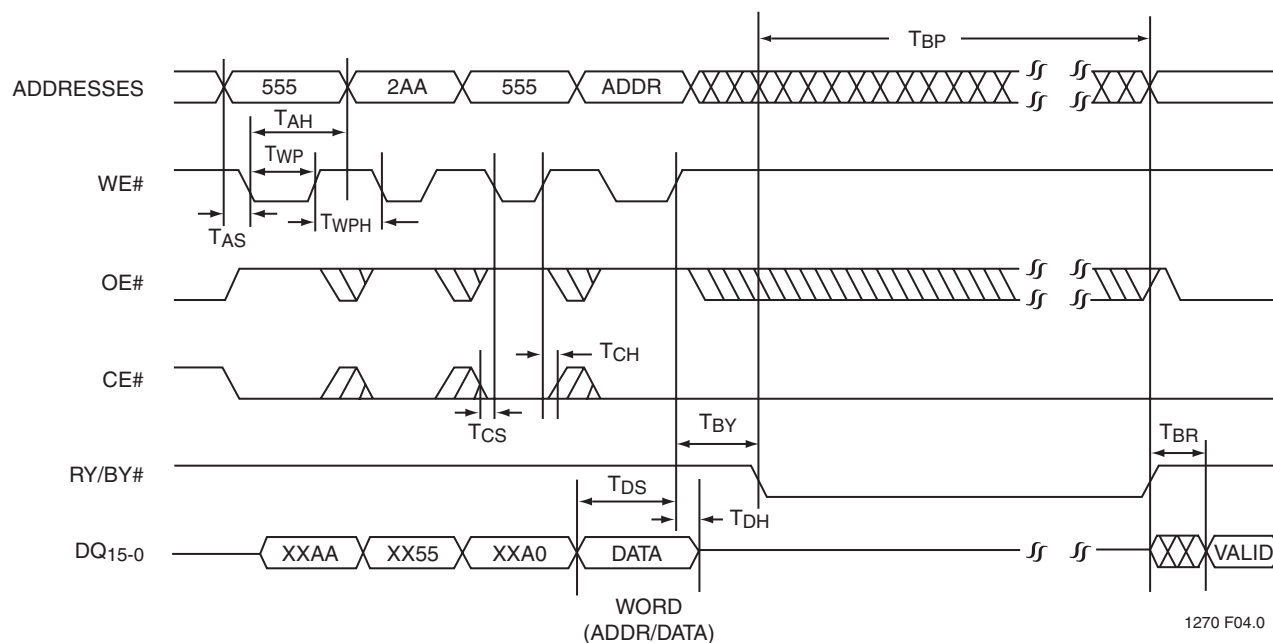 TBP
ADDRESSES 555 2AA 555 ADDR
TAH
TWP
WE#
TAS TWPH
OE#
TCH
CE#
TCS
TBY TBR
RY/BY#
TDS
TDH
DQ15-0 XXAA XX55 XXA0 DATA VALID
WORD
(ADDR/DATA)
1270 F04.0